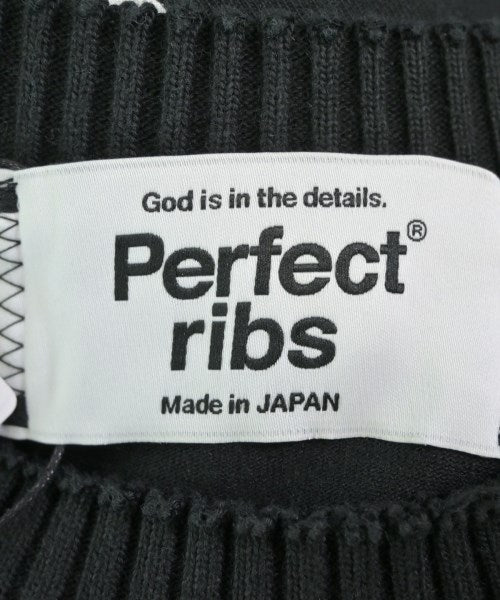 God is in the details.
Perfect®
ribs
Made in JAPAN